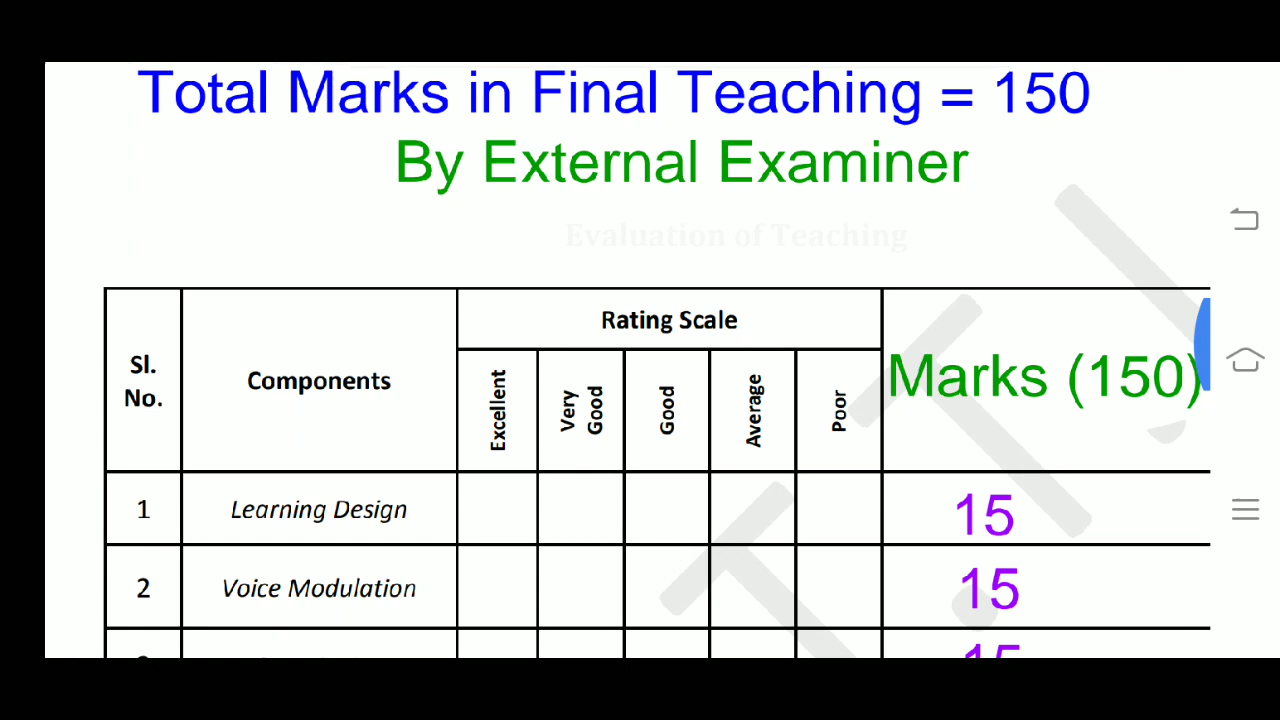 Total Marks in Final Teaching = 150
By External Examiner
Evaluation of Teaching
Sl. No.
Components
Rating Scale
Excellent
Very Good
Good
Average
Poor
Marks (150)
1 Learning Design 15
2 Voice Modulation 15
15